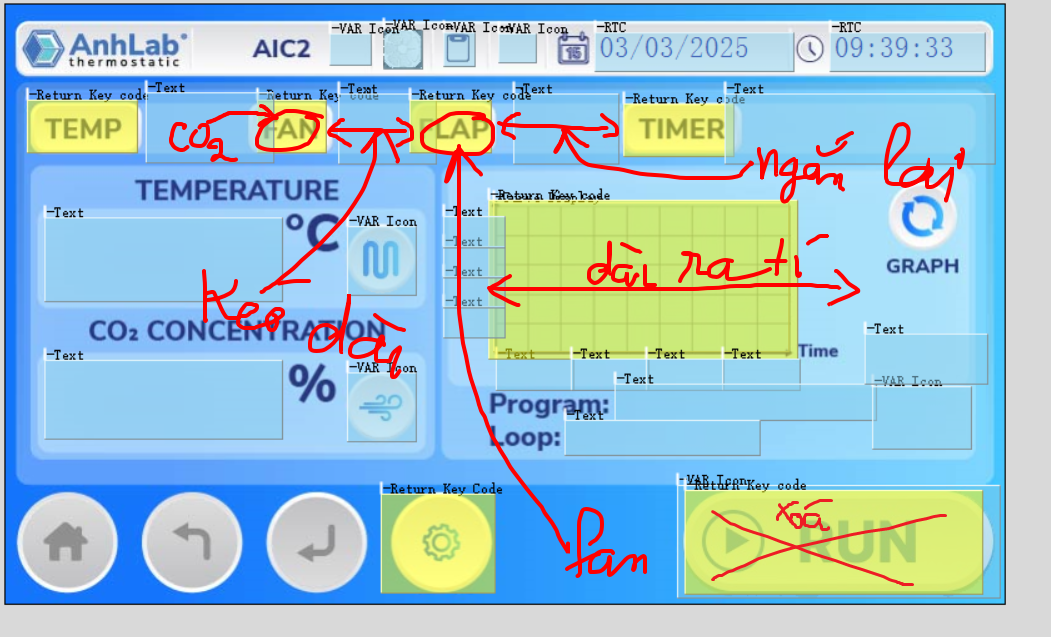 -VAR Icon -VAR Icon -VAR Icon -VAR Icon -RTC -RTC
AnhLab
thermostatic
AIC2 15 03/03/2025 09:39:33
-Return Key code -Text -Return Key code -Text -Return Key code -Text -Return Key code -Text
TEMP CO2 FAN FLAP TIMER
ngắn lại
TEMPERATURE
-Return Key code
-Text °C -VAR Icon -Text
-Text
-Text
-Text
dài ra tí
GRAPH
kéo dài
CO₂ CONCENTRATION
-Text
-Text % -VAR Icon
-Text -Text -Text -Text Time
-Text -VAR Icon
Program:
-Text
Loop:
-Return Key Code
-VAR Icon
-Return Key code
xoá
RUN
fan